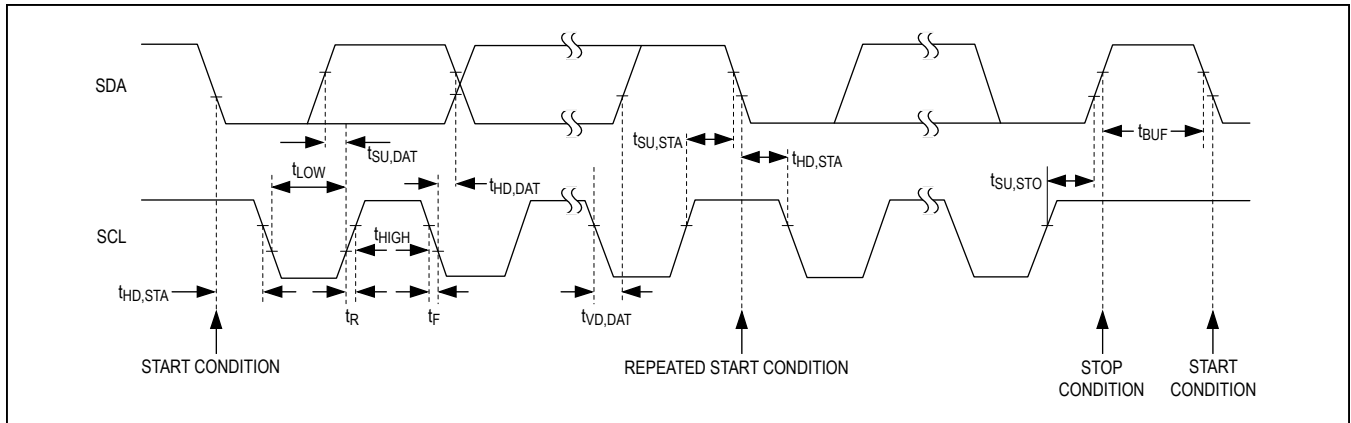 SDA
tSU,DAT
tLOW
tHD,DAT
tSU,STA
tHD,STA
tBUF
tSU,STO
SCL
tHIGH
tHD,STA
tR
tF
tVD,DAT
START CONDITION
REPEATED START CONDITION
STOP
CONDITION
START
CONDITION